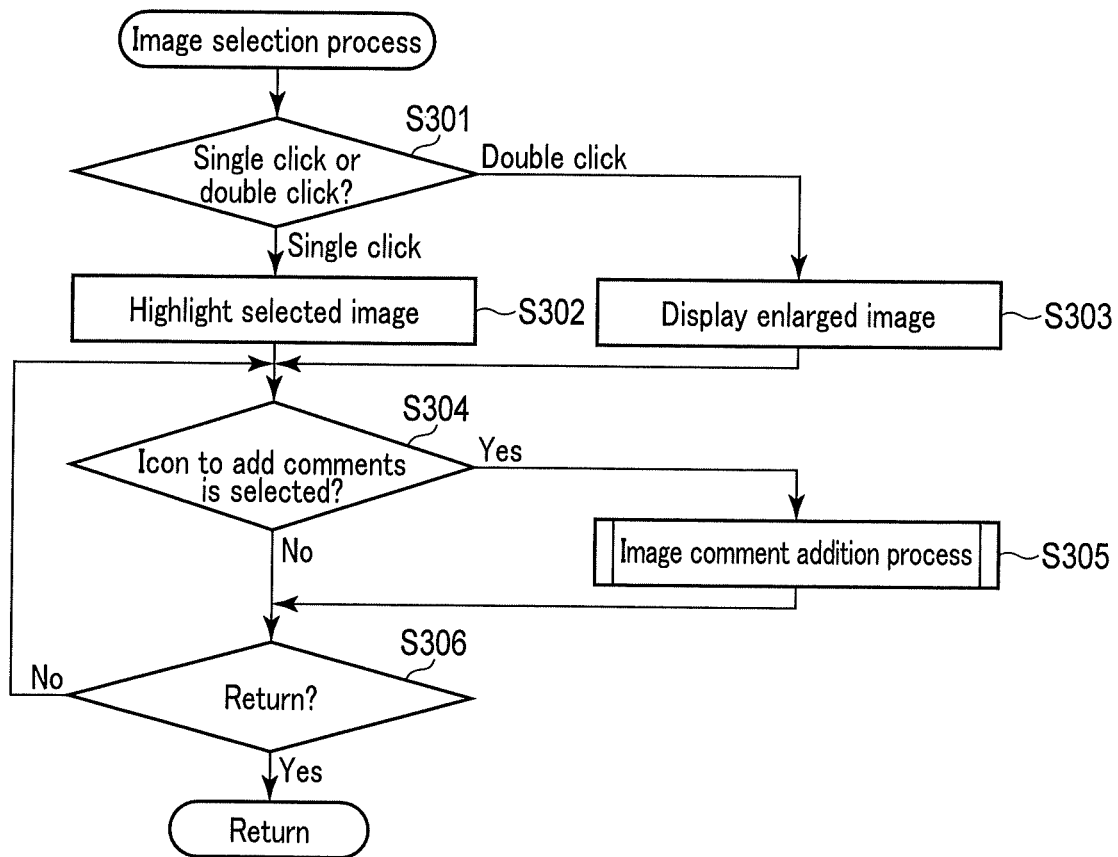 Image selection process
S301
Single click or
double click?
Double click
Single click
Highlight selected image
S302
Display enlarged image
S303
S304
Icon to add comments
is selected?
Yes
No
Image comment addition process
S305
S306
Return?
No
Yes
Return